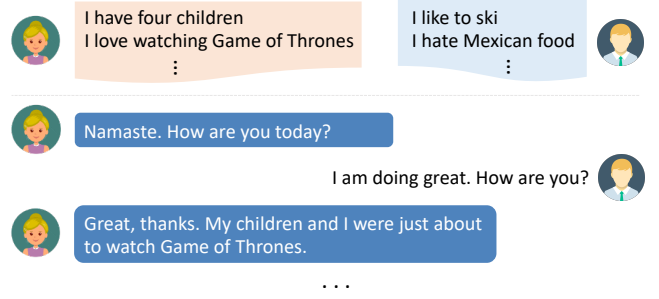 I have four children
I love watching Game of Thrones
⋮
I like to ski
I hate Mexican food
⋮
Namaste. How are you today?
I am doing great. How are you?
Great, thanks. My children and I were just about
to watch Game of Thrones.
...